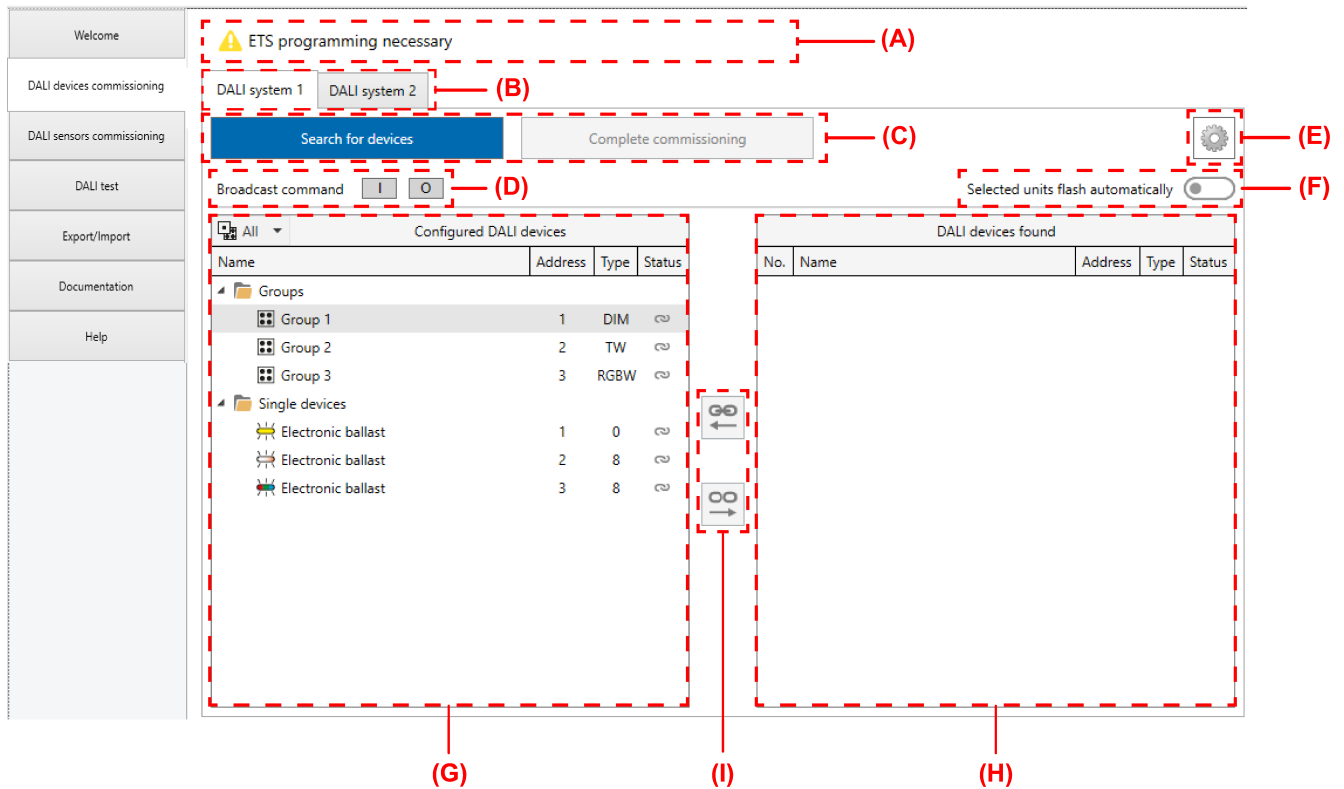 Welcome
DALI devices commissioning
DALI sensors commissioning
DALI test
Export/Import
Documentation
Help
ETS programming necessary (A)
DALI system 1 DALI system 2 (B)
Search for devices Complete commissioning (C) (E)
Broadcast command I O (D) Selected units flash automatically (F)
All Configured DALI devices
Name Address Type Status
Groups
Group 1 1 DIM
Group 2 2 TW
Group 3 3 RGBW
Single devices
Electronic ballast 1 0
Electronic ballast 2 8
Electronic ballast 3 8
DALI devices found
No. Name Address Type Status
(G) (I) (H)